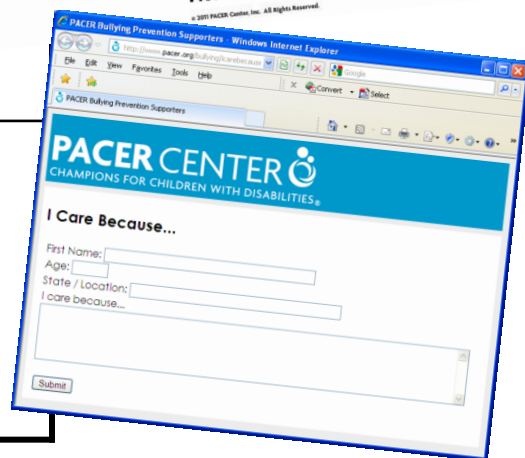 © 2011 PACER Center, Inc. All Rights Reserved.
PACER Bullying Prevention Supporters - Windows Internet Explorer
http://www.pacer.org/bullying/icarebecause
Google
File Edit View Favorites Tools Help
X Convert Select
PACER Bullying Prevention Supporters
PACER CENTER
CHAMPIONS FOR CHILDREN WITH DISABILITIES®
I Care Because...
First Name:
Age:
State / Location:
I care because...
Submit